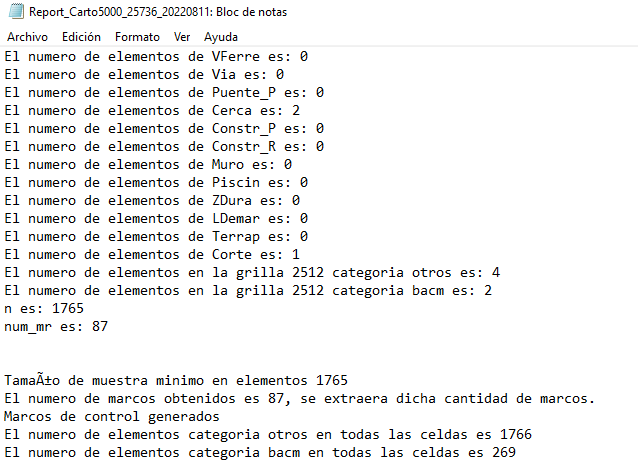 Report_Carto5000_25736_20220811: Bloc de notas
Archivo Edición Formato Ver Ayuda
El numero de elementos de VFerre es: 0
El numero de elementos de Via es: 0
El numero de elementos de Puente_P es: 0
El numero de elementos de Cerca es: 2
El numero de elementos de Constr_P es: 0
El numero de elementos de Constr_R es: 0
El numero de elementos de Muro es: 0
El numero de elementos de Piscin es: 0
El numero de elementos de ZDura es: 0
El numero de elementos de LDemar es: 0
El numero de elementos de Terrap es: 0
El numero de elementos de Corte es: 1
El numero de elementos en la grilla 2512 categoria otros es: 4
El numero de elementos en la grilla 2512 categoria bacm es: 2
n es: 1765
num_mr es: 87
TamaÃ±o de muestra minimo en elementos 1765
El numero de marcos obtenidos es 87, se extraera dicha cantidad de marcos.
Marcos de control generados
El numero de elementos categoria otros en todas las celdas es 1766
El numero de elementos categoria bacm en todas las celdas es 269